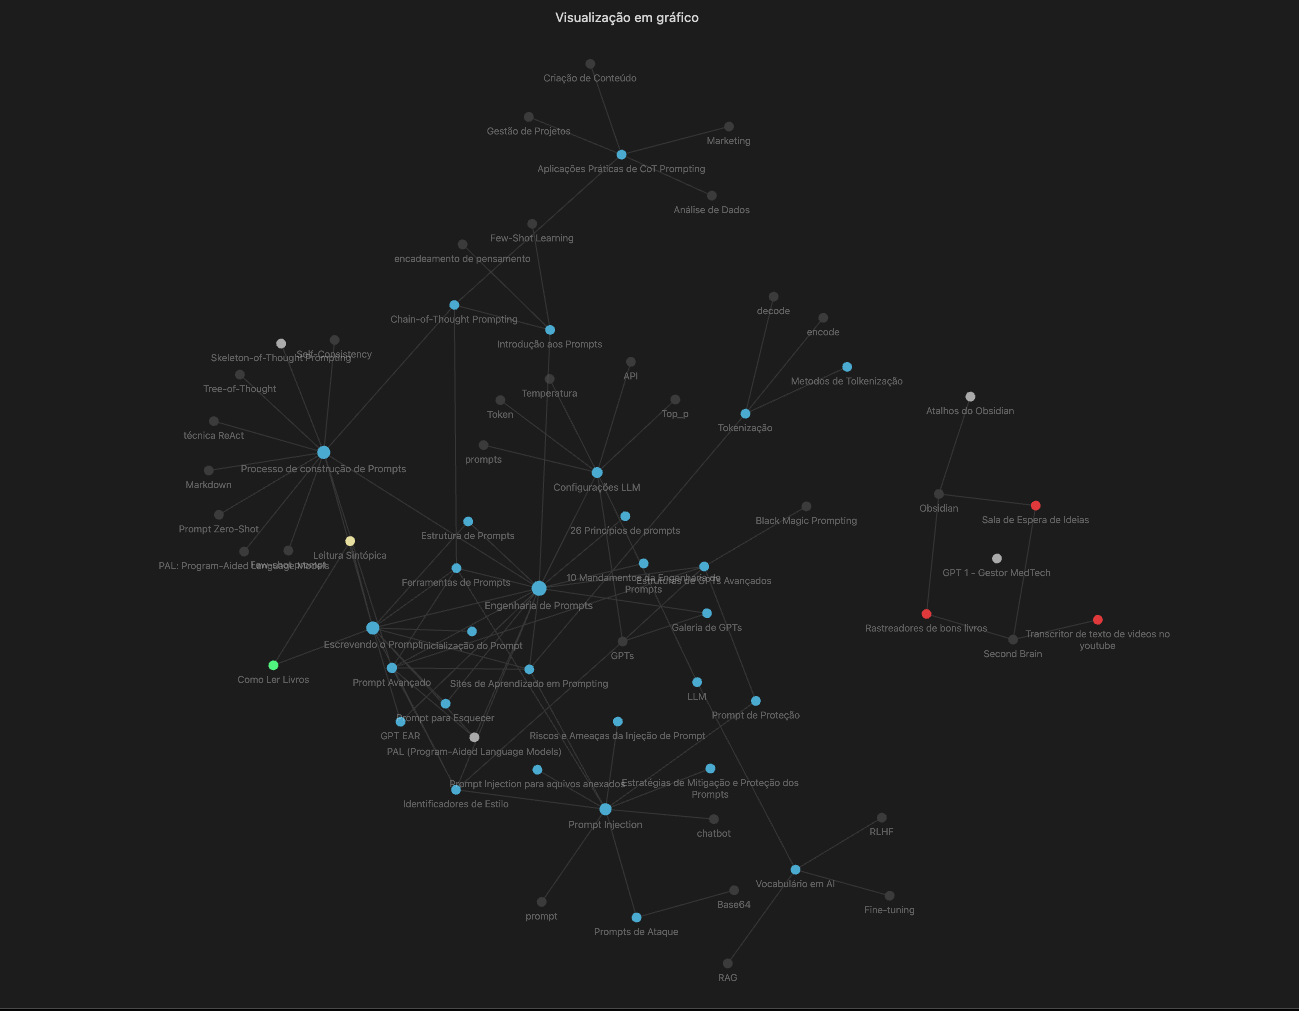 Visualização em gráfico
Criação de Conteúdo
Gestão de Projetos
Marketing
Aplicações Práticas de CoT Prompting
Análise de Dados
Few-Shot Learning
encadeamento de pensamento
decode
Chain-of-Thought Prompting
encode
Introdução aos Prompts
Self-Consistency
Skeleton-of-Thought Prompting
API
Metodos de Tolkenização
Tree-of-Thought
Temperatura
Atalhos do Obsidian
Token
Top_p
Tokenização
técnica ReAct
prompts
Processo de construção de Prompts
Markdown
Configurações LLM
Obsidian
Sala de Espera de Ideias
Black Magic Prompting
Prompt Zero-Shot
26 Princípios de prompts
Estrutura de Prompts
Leitura Sintópica
PAL: Program-Aided Language Models
Few-shot prompt
GPT 1 - Gestor MedTech
10 Mandamentos da Engenharia de
Prompts
Estruturas de GPTs Avançados
Ferramentas de Prompts
Engenharia de Prompts
Galeria de GPTs
Rastreadores de bons livros
Transcritor de texto de videos no
youtube
Escrevendo o Prompt
Inicialização do Prompt
GPTs
Second Brain
Como Ler Livros
Prompt Avançado
Sites de Aprendizado em Prompting
LLM
Prompt de Proteção
Prompt para Esquecer
GPT EAR
Riscos e Ameaças da Injeção de Prompt
PAL (Program-Aided Language Models)
Prompt Injection para aquivos anexados
Estratégias de Mitigação e Proteção dos
Prompts
Identificadores de Estilo
Prompt Injection
chatbot
RLHF
Vocabulário em AI
Base64
Fine-tuning
prompt
Prompts de Ataque
RAG